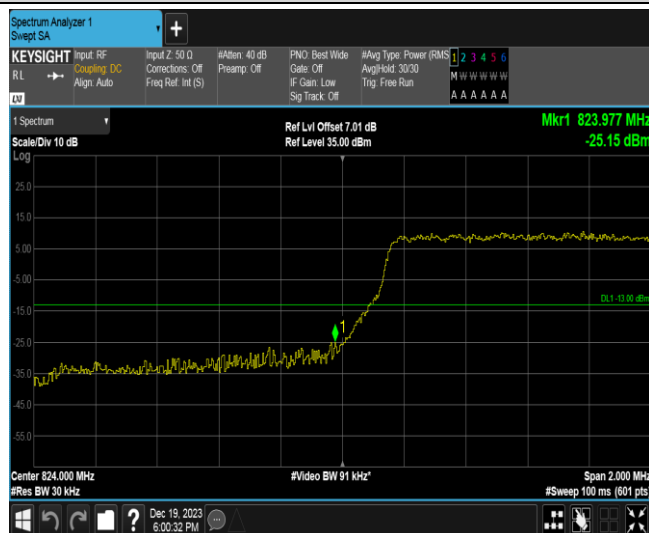 Spectrum Analyzer 1
Swept SA
+
KEYSIGHT Input: RF Input Z: 50 Ω #Atten: 40 dB PNO: Best Wide #Avg Type: Power (RMS 1 2 3 4 5 6
RL Coupling: DC Corrections: Off Preamp: Off Gate: Off Avg|Hold: 30/30 M W W W W W
Align: Auto Freq Ref: Int (S) IF Gain: Low Trig: Free Run
Sig Track: Off A A A A A A
LXI
1 Spectrum Ref Lvl Offset 7.01 dB Mkr1 823.977 MHz
Scale/Div 10 dB Ref Level 35.00 dBm -25.15 dBm
Log
25.0
15.0
5.00
-5.00
DL1 -13.00 dBm
-15.0
1
-25.0
-35.0
-45.0
-55.0
Center 824.000 MHz #Video BW 91 kHz* Span 2.000 MHz
#Res BW 30 kHz #Sweep 100 ms (601 pts)
? Dec 19, 2023
6:00:32 PM